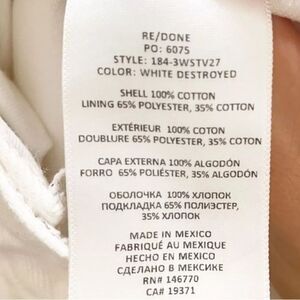 RE/DONE
PO: 6075
STYLE: 184-3WSTV27
COLOR: WHITE DESTROYED
SHELL 100% COTTON
LINING 65% POLYESTER, 35% COTTON
EXTÉRIEUR 100% COTON
DOUBLURE 65% POLYESTER, 35% COTON
CAPA EXTERNA 100% ALGODÓN
FORRO 65% POLIÉSTER, 35% ALGODÓN
ОБОЛОЧКА 100% ХЛОПОК
ПОДКЛАДКА 65% ПОЛИЭСТЕР,
35% ХЛОПОК
MADE IN MEXICO
FABRIQUÉ AU MEXIQUE
HECHO EN MEXICO
СДЕЛАНО В МЕКСИКЕ
RN# 146770
CA# 19371